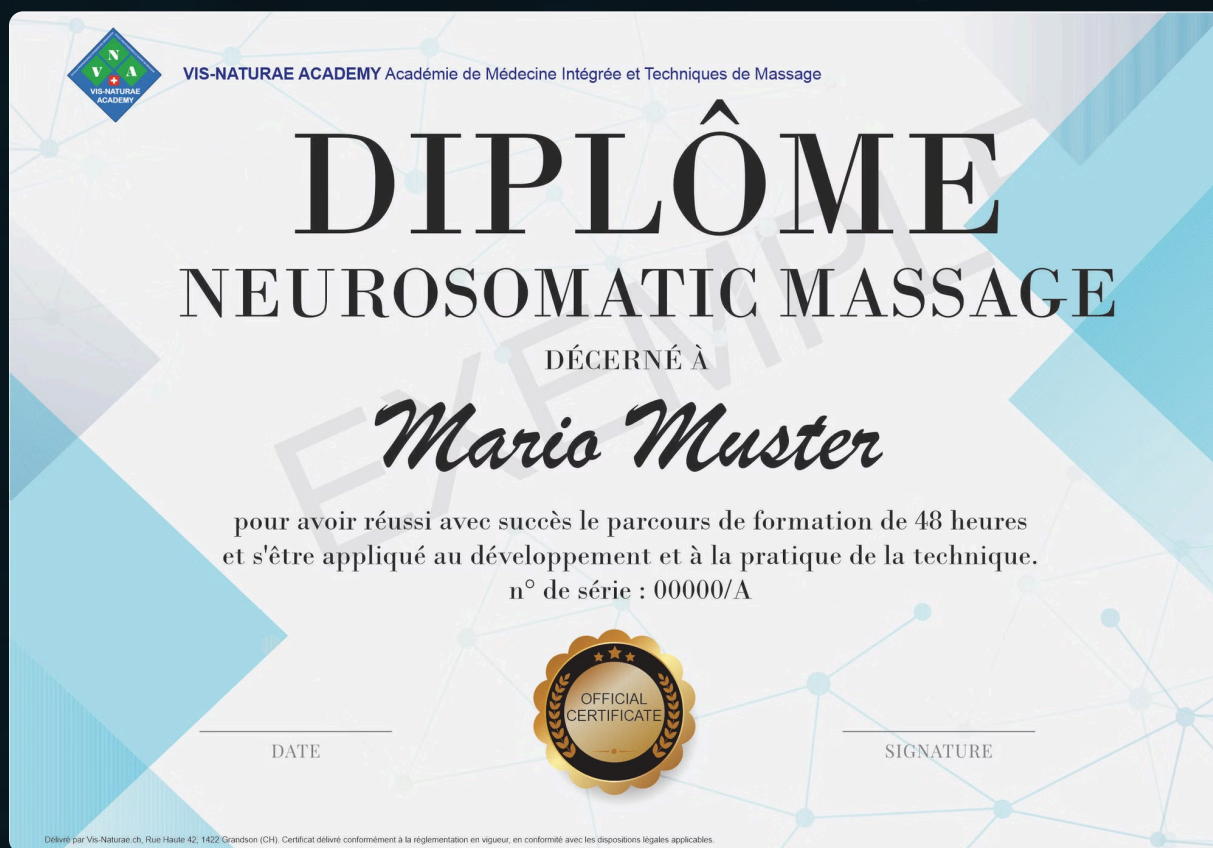 N
V A
VIS-NATURAE
ACADEMY
VIS-NATURAE ACADEMY Académie de Médecine Intégrée et Techniques de Massage
DIPLÔME
NEUROSOMATIC MASSAGE
DÉCERNÉ À
Mario Muster
EXEMPLE
pour avoir réussi avec succès le parcours de formation de 48 heures
et s'être appliqué au développement et à la pratique de la technique.
n° de série : 00000/A
OFFICIAL
CERTIFICATE
DATE
SIGNATURE
Délivré par Vis-Naturae.ch, Rue Haute 42, 1422 Grandson (CH). Certificat délivré conformément à la réglementation en vigueur, en conformité avec les dispositions légales applicables.